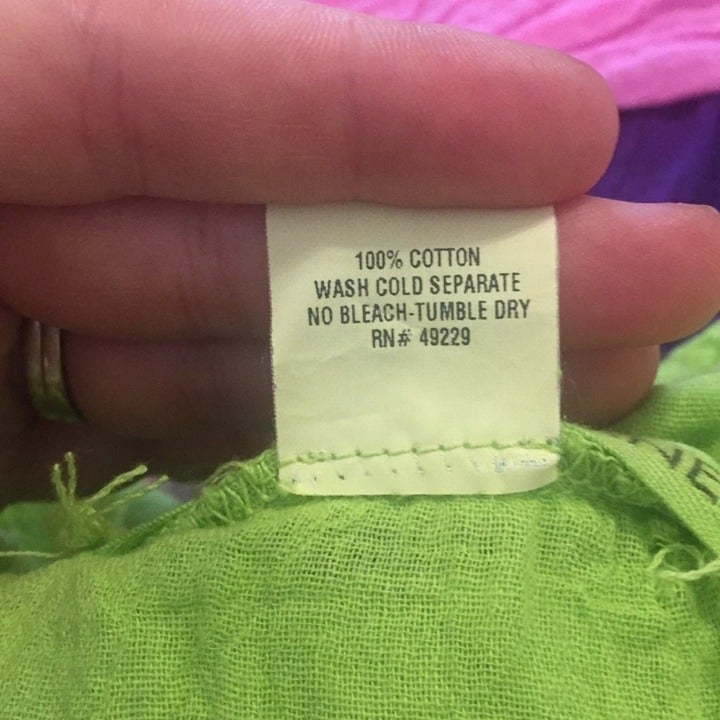 100% COTTON
WASH COLD SEPARATE
NO BLEACH-TUMBLE DRY
RN# 49229